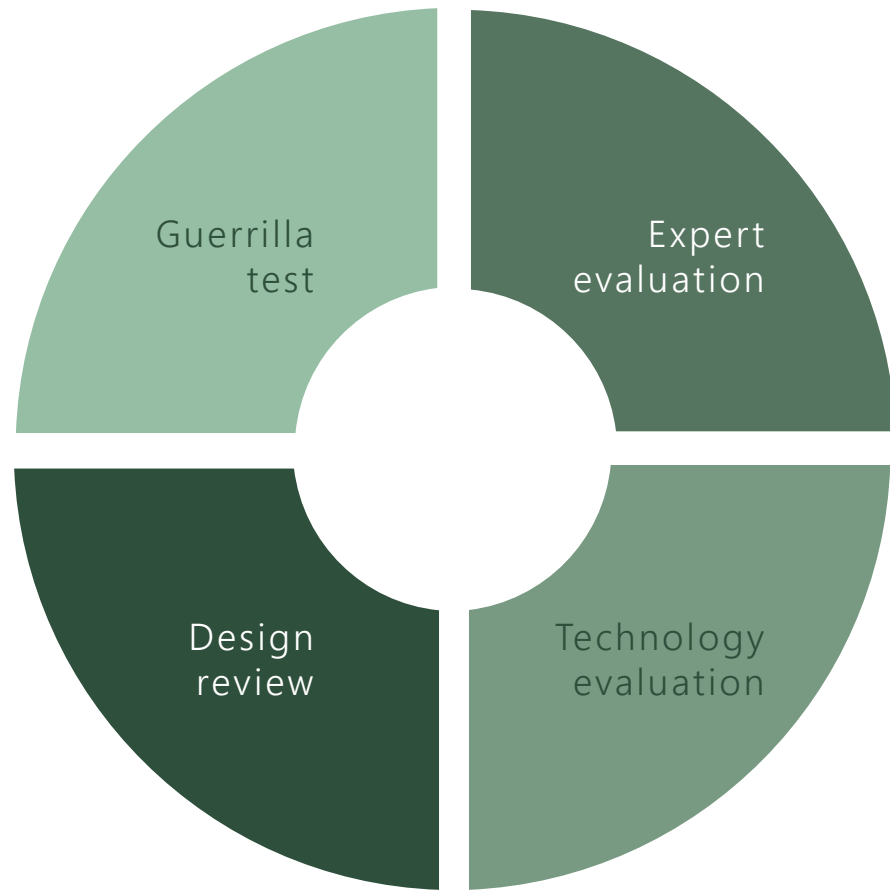 Guerrilla
test
Expert
evaluation
Design
review
Technology
evaluation